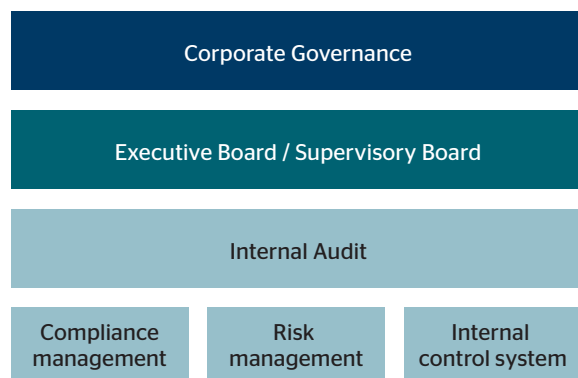 Corporate Governance
Executive Board / Supervisory Board
Internal Audit
Compliance
management
Risk
management
Internal
control system